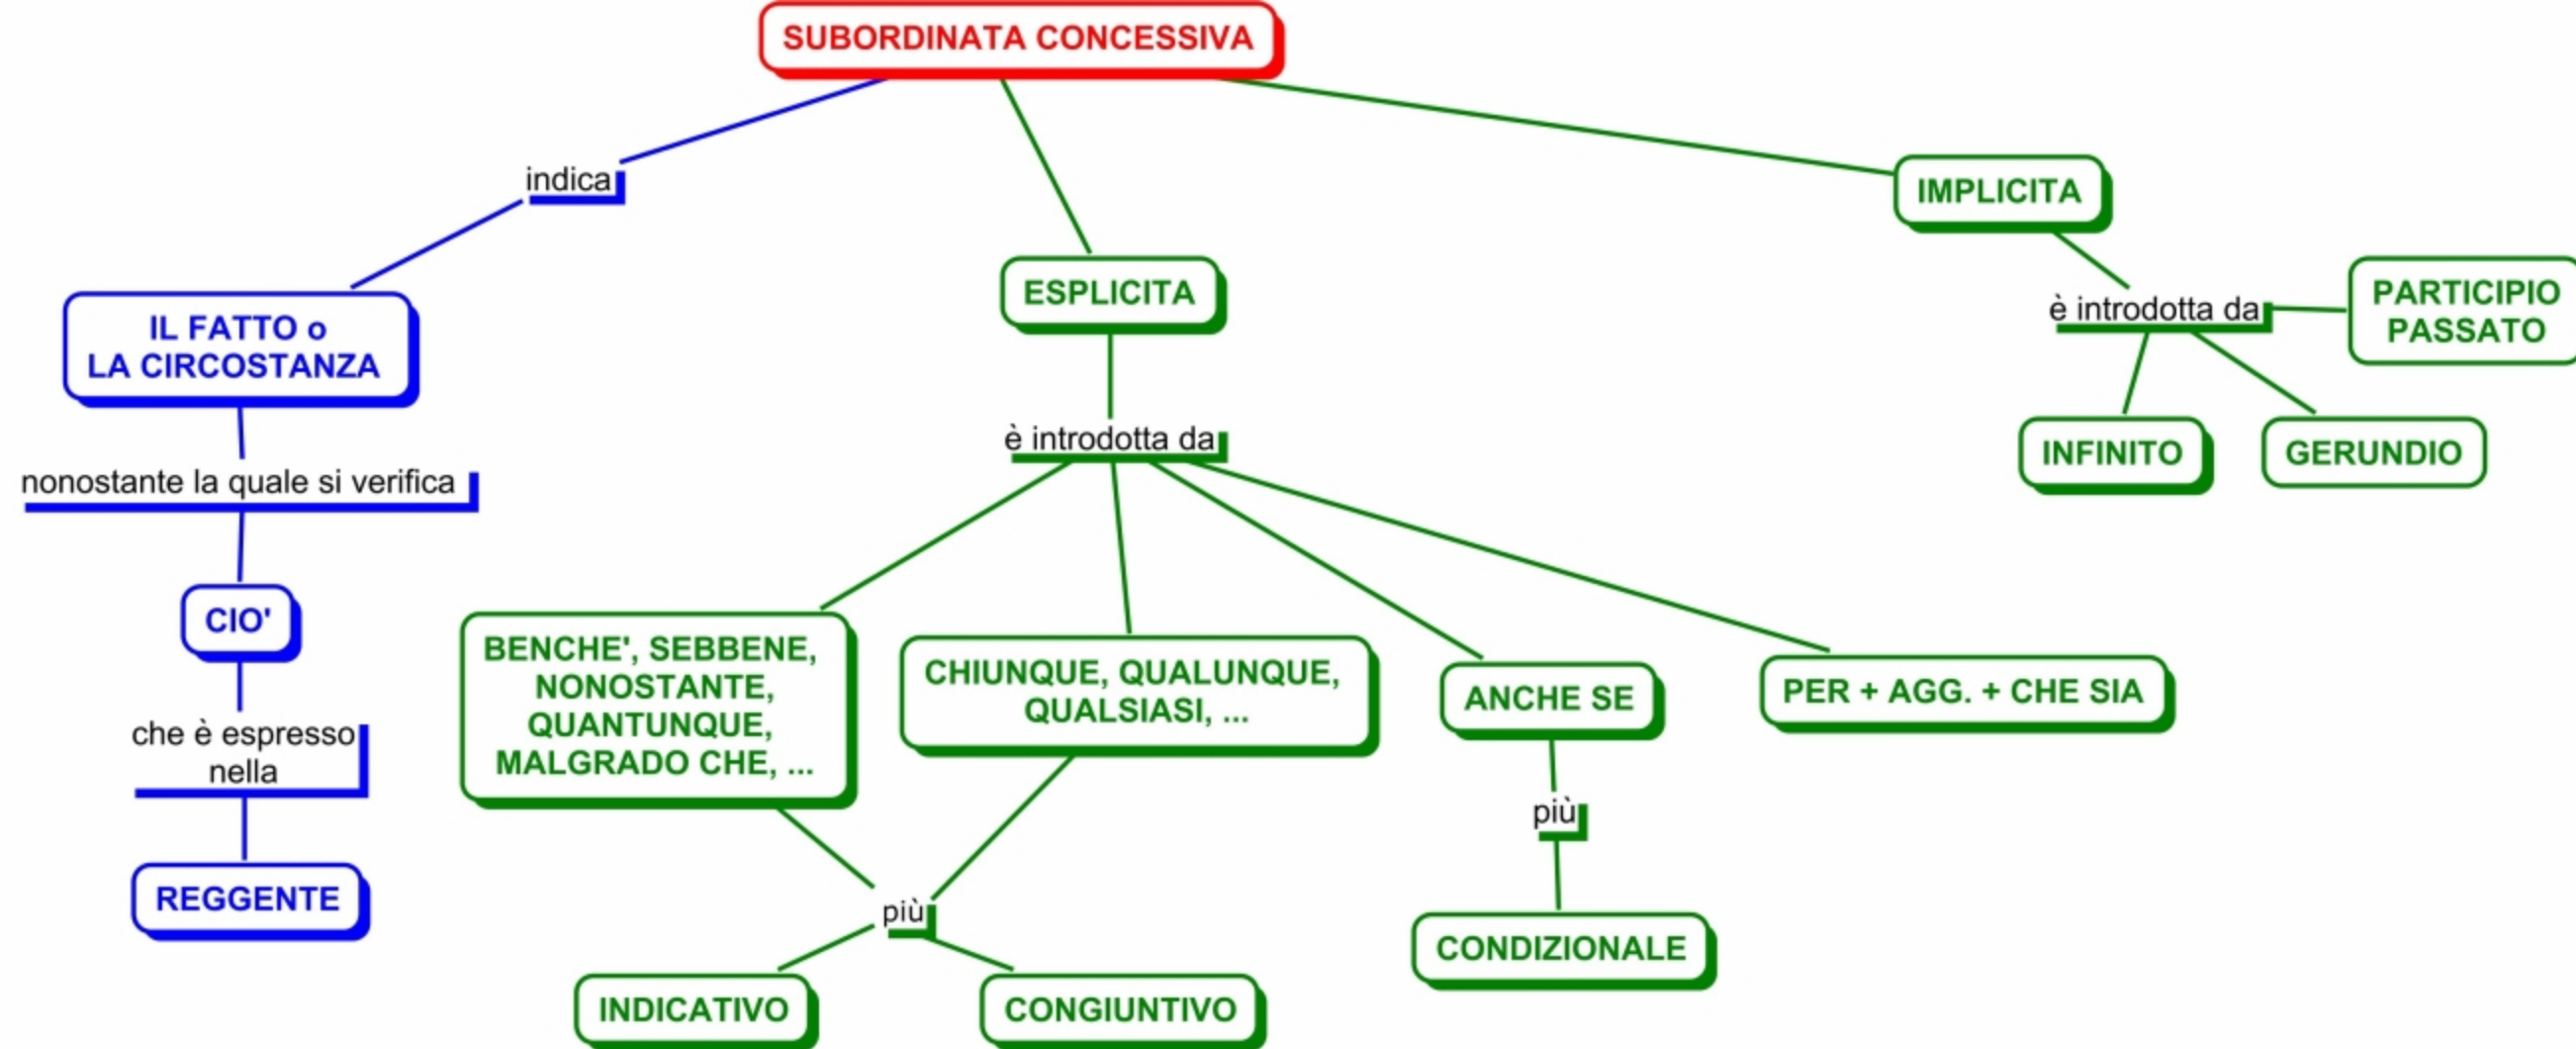 SUBORDINATA CONCESSIVA
indica
IL FATTO o
LA CIRCOSTANZA
nonostante la quale si verifica
CIO'
che è espresso
nella
REGGENTE
ESPLICITA
è introdotta da
BENCHE', SEBBENE,
NONOSTANTE,
QUANTUNQUE,
MALGRADO CHE, ...
CHIUNQUE, QUALUNQUE,
QUALSIASI, ...
più
INDICATIVO
CONGIUNTIVO
ANCHE SE
più
CONDIZIONALE
PER + AGG. + CHE SIA
IMPLICITA
è introdotta da
PARTICIPIO
PASSATO
INFINITO
GERUNDIO